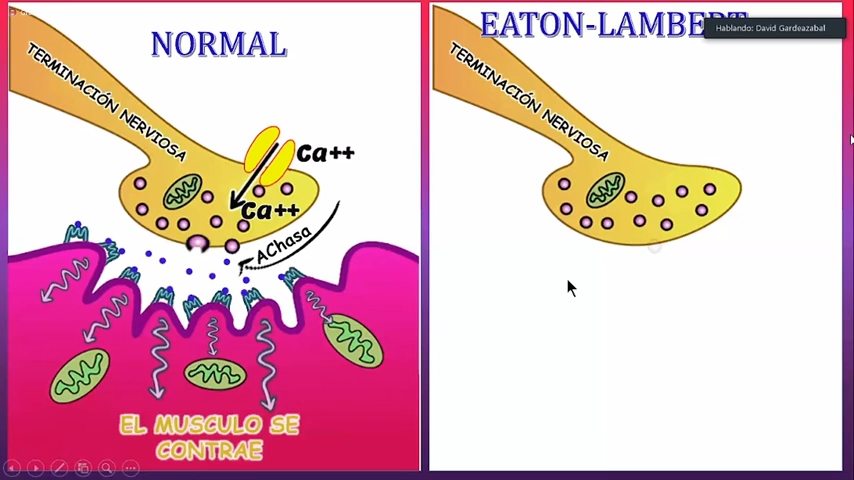 NORMAL
TERMINACIÓN NERVIOSA
Ca++
Ca++
AChasa
EL MUSCULO SE
CONTRAE
EATON-LAMBERT
Hablando: David Gardeazabal
TERMINACIÓN NERVIOSA